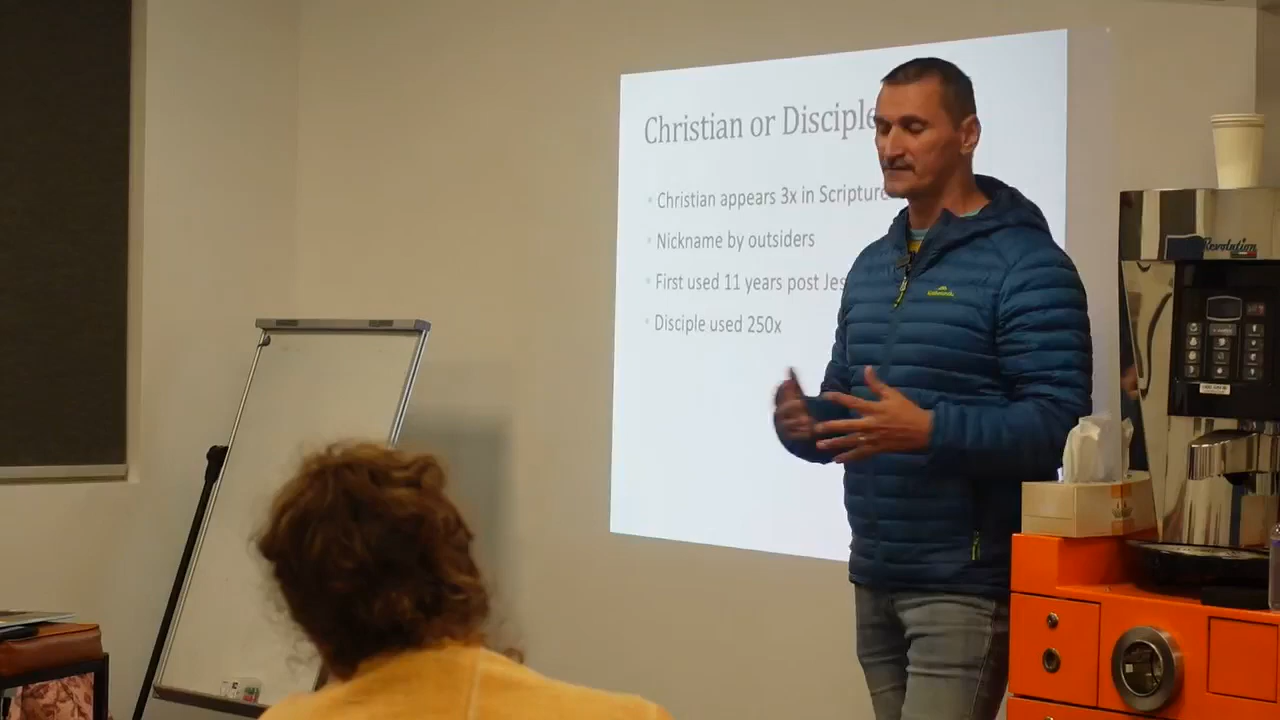 Christian or Disciple
Christian appears 3x in Scripture
Nickname by outsiders
First used 11 years post Jes
Disciple used 250x
Revolution